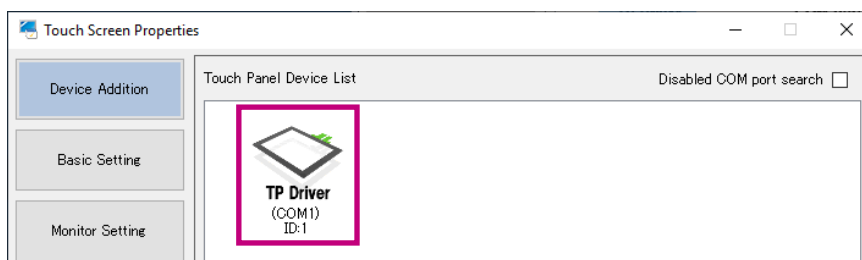 Touch Screen Properties
Device Addition
Touch Panel Device List
Disabled COM port search
Basic Setting
TP Driver
(COM1)
ID:1
Monitor Setting